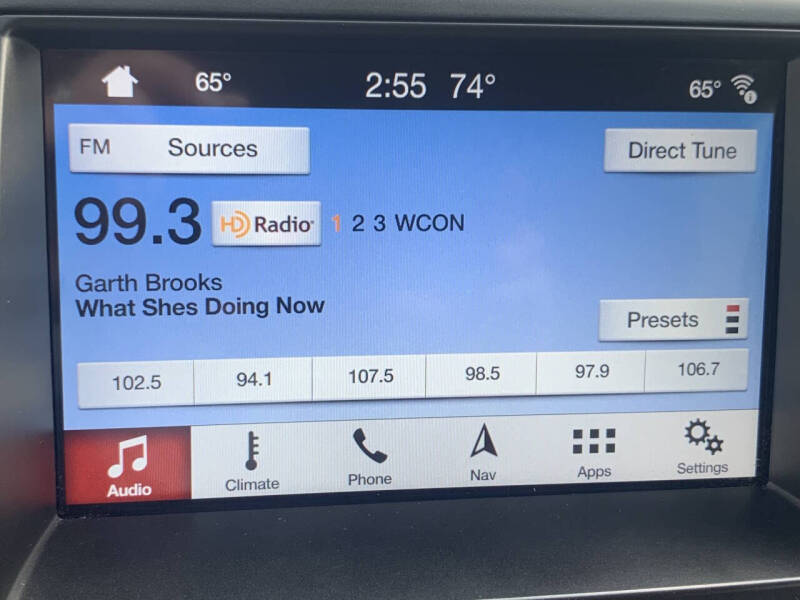 65° 2:55 74° 65°
FM Sources Direct Tune
99.3 HD Radio® 1 2 3 WCON
Garth Brooks
What Shes Doing Now
Presets
102.5 94.1 107.5 98.5 97.9 106.7
Audio Climate Phone Nav Apps Settings